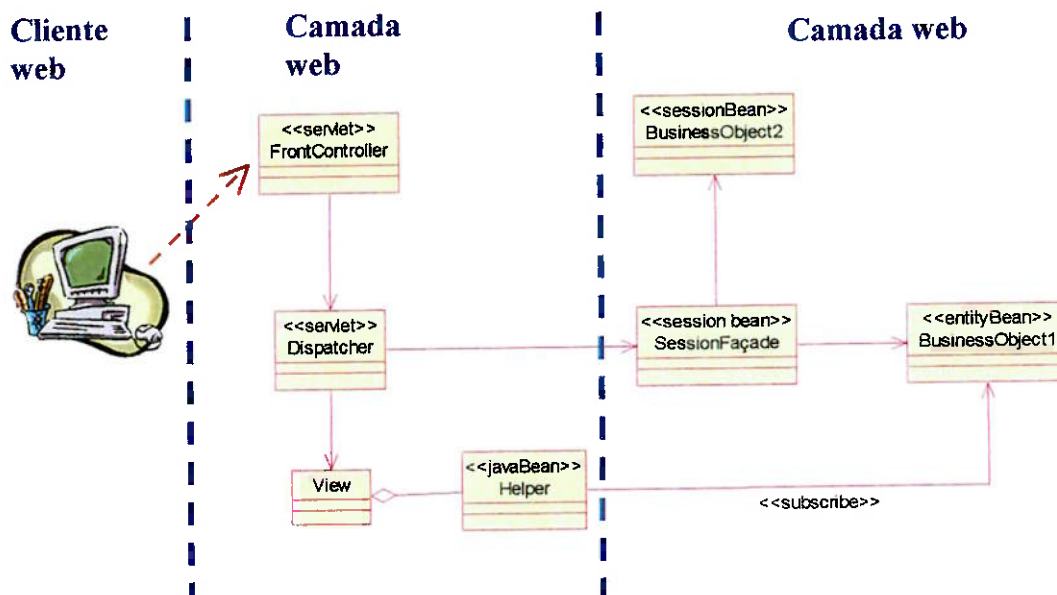 Cliente
web
Camada
web
Camada web
<<servlet>>
FrontController
<<sessionBean>>
BusinessObject2
<<servlet>>
Dispatcher
<<session bean>>
SessionFaçade
<<entityBean>>
BusinessObject1
View
<<javaBean>>
Helper
<<subscribe>>